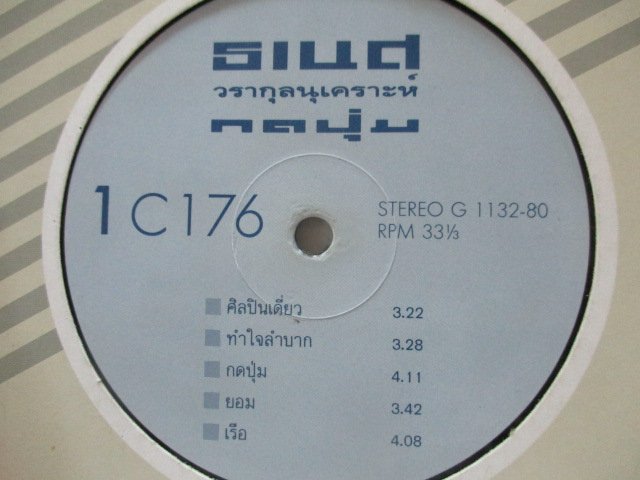 ธเนส
วรากุลนุเคราะห์
กดปุ่ม
1 C176
STEREO G 1132-80
RPM 33⅓
ศิลปินเดี่ยว 3.22
ทำใจลำบาก 3.28
กดปุ่ม 4.11
ยอม 3.42
เรือ 4.08